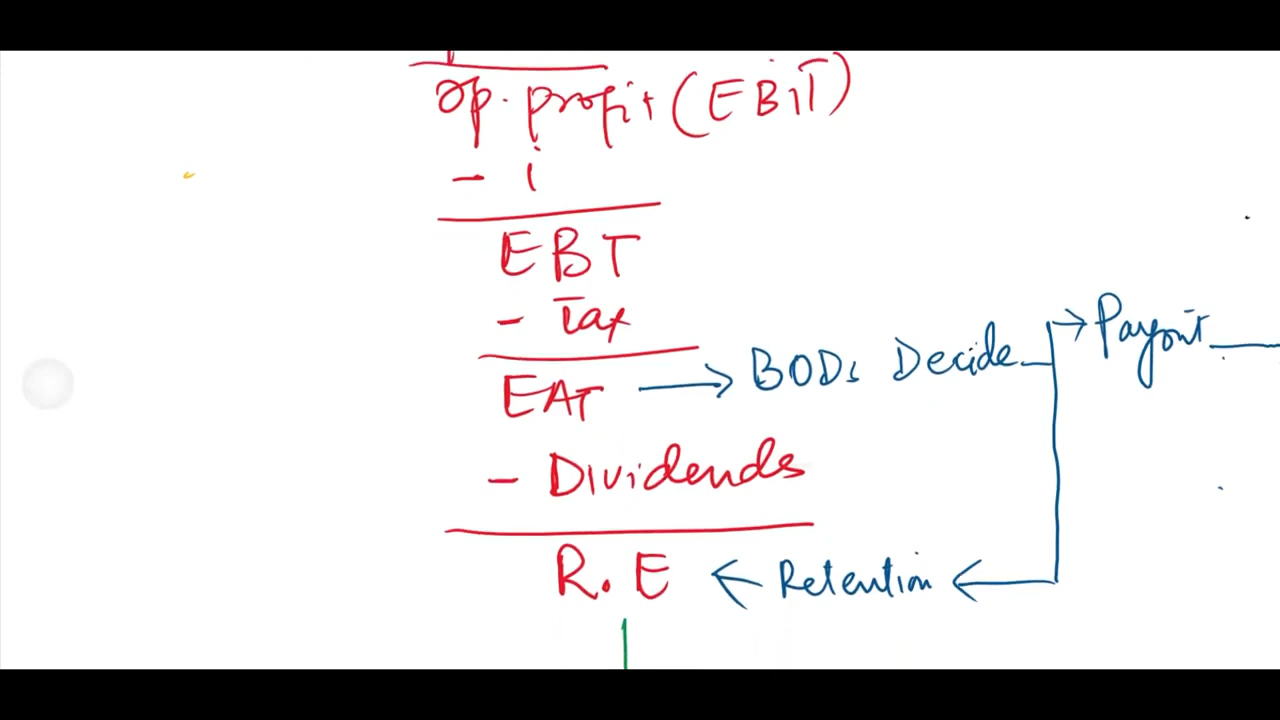 Op. profit (EBIT)
- i
EBT
- Tax
EAT → BODs Decide → Payout
- Dividends
R.E ← Retention ←